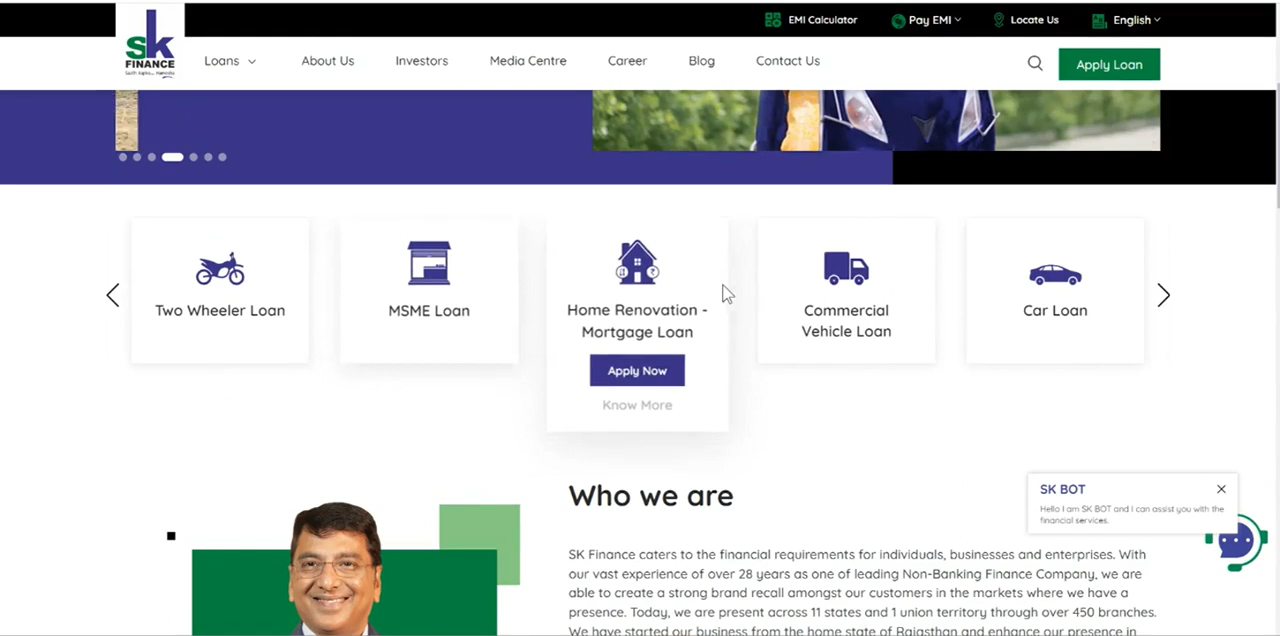 EMI Calculator
Pay EMI
Locate Us
English
sk
FINANCE
Loans
About Us
Investors
Media Centre
Career
Blog
Contact Us
Apply Loan
Two Wheeler Loan
MSME Loan
Home Renovation -
Mortgage Loan
Apply Now
Know More
Commercial
Vehicle Loan
Car Loan
Who we are
SK Finance caters to the financial requirements for individuals, businesses and enterprises. With
our vast experience of over 28 years as one of leading Non-Banking Finance Company, we are
able to create a strong brand recall amongst our customers in the markets where we have a
presence. Today, we are present across 11 states and 1 union territory through over 450 branches.
We have started our business from the home state of Rajasthan and enhance our presence in
SK BOT
Hello I am SK BOT and I can assist you with the
financial services.